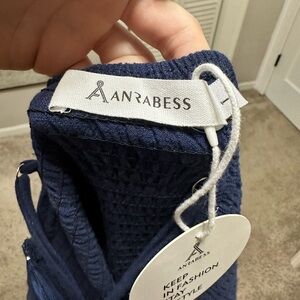 ANRABESS
L
ANRABESS
KEEP
IN FASHION
STAY
STYLE